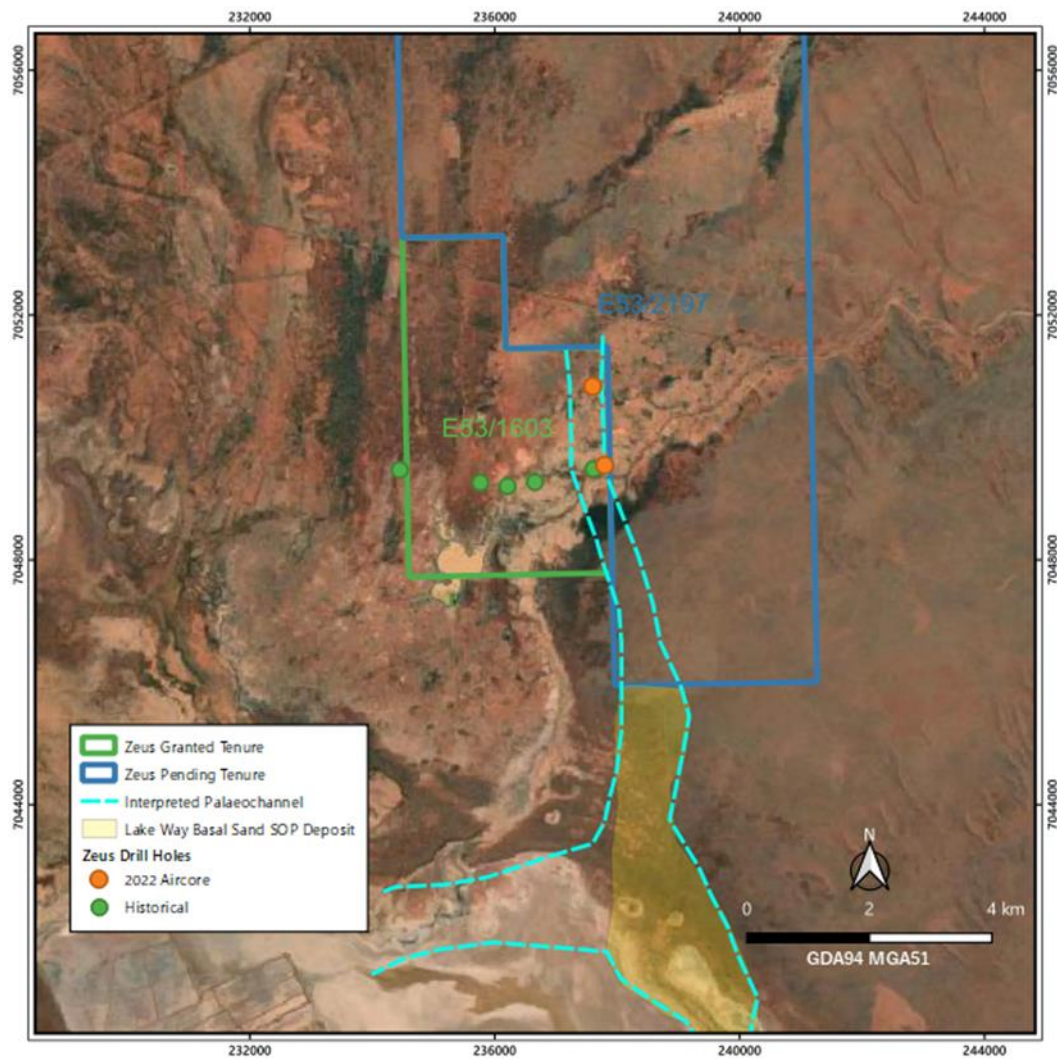 232000 236000 240000 244000
7056000 7056000
7052000 7052000
E53/2197
E53/1603
7048000 7048000
Zeus Granted Tenure
Zeus Pending Tenure
Interpreted Palaeochannel
Lake Way Basal Sand SOP Deposit
Zeus Drill Holes
2022 Aircore
Historical
7044000 7044000
N
0 2 4 km
GDA94 MGA51
232000 236000 240000 244000